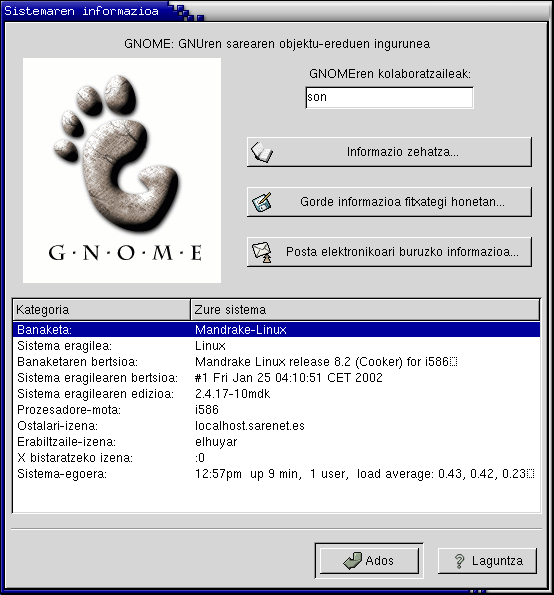 Sistemaren informazioa
GNOME: GNUren sarearen objektu-ereduen ingurunea
GNOMEren kolaboratzaileak:
son
G·N·O·M·E
Informazio zehatza...
Gorde informazioa fitxategi honetan...
Posta elektronikoari buruzko informazioa...
Kategoria Zure sistema
Banaketa: Mandrake-Linux
Sistema eragilea: Linux
Banaketaren bertsioa: Mandrake Linux release 8.2 (Cooker) for i586
Sistema eragilearen bertsioa: #1 Fri Jan 25 04:10:51 CET 2002
Sistema eragilearen edizioa: 2.4.17-10mdk
Prozesadore-mota: i586
Ostalari-izena: localhost.sarenet.es
Erabiltzaile-izena: elhuyar
X bistaratzeko izena: :0
Sistema-egoera: 12:57pm up 9 min, 1 user, load average: 0.43, 0.42, 0.23
Ados
? Laguntza